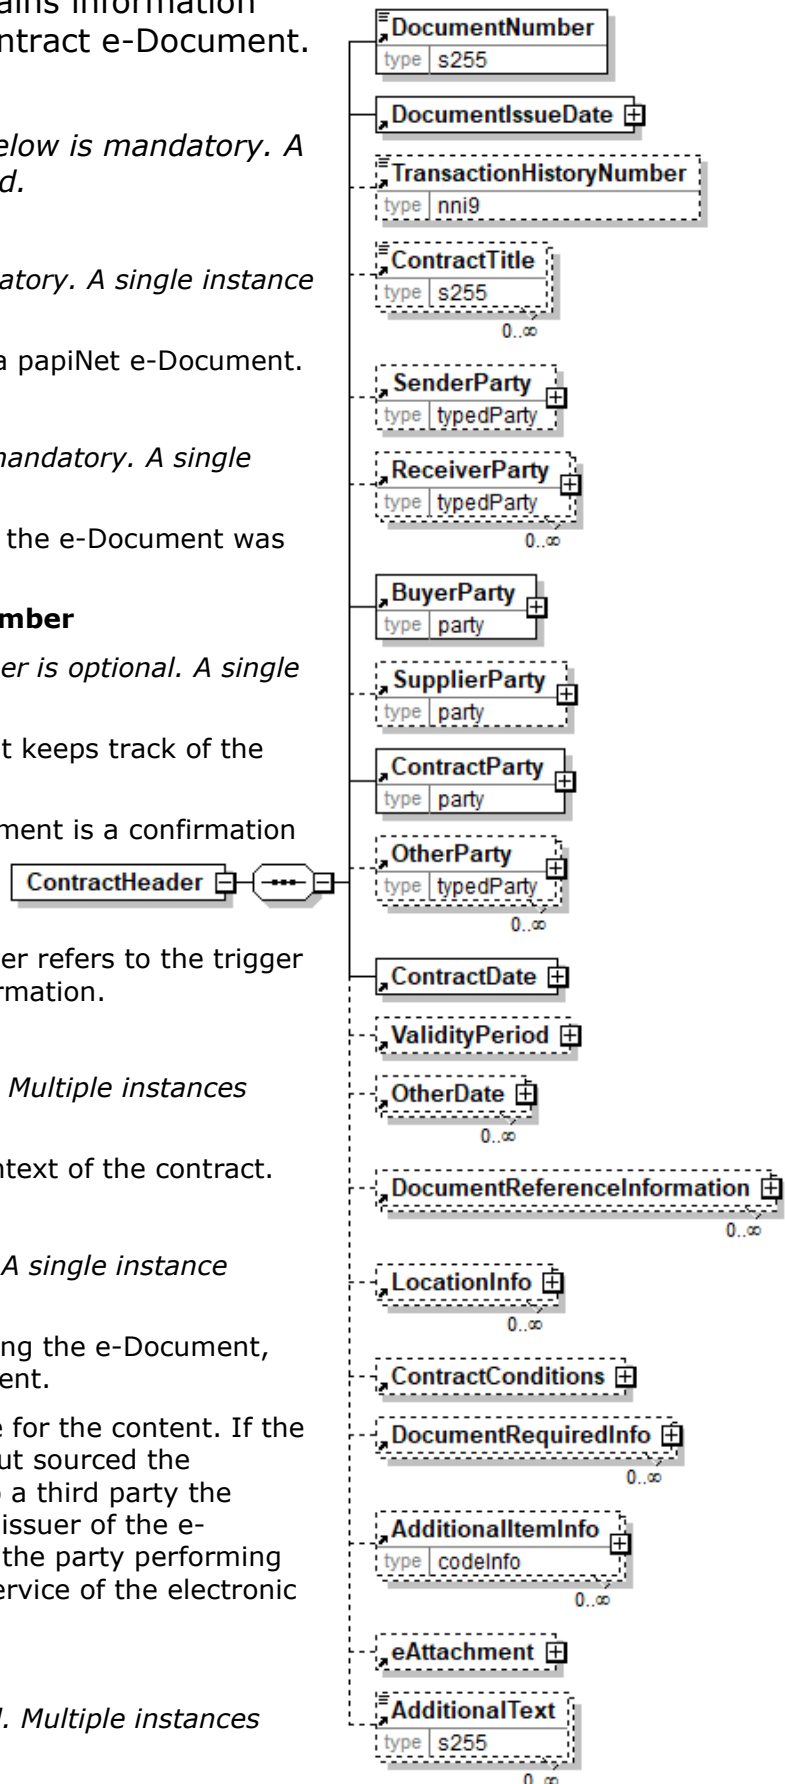 ains information
ntract e-Document.
elow is mandatory. A
d.
atory. A single instance
a papiNet e-Document.
mandatory. A single
the e-Document was
mber
er is optional. A single
t keeps track of the
ment is a confirmation
er refers to the trigger
rmation.
Multiple instances
ntext of the contract.
A single instance
ng the e-Document,
ent.
e for the content. If the
ut sourced the
o a third party the
issuer of the e-
the party performing
ervice of the electronic
l. Multiple instances
ContractHeader
DocumentNumber
type s255
DocumentIssueDate
TransactionHistoryNumber
type nni9
ContractTitle
type s255
0..∞
SenderParty
type typedParty
ReceiverParty
type typedParty
0..∞
BuyerParty
type party
SupplierParty
type party
ContractParty
type party
OtherParty
type typedParty
0..∞
ContractDate
ValidityPeriod
OtherDate
0..∞
DocumentReferenceInformation
0..∞
LocationInfo
0..∞
ContractConditions
DocumentRequiredInfo
0..∞
AdditionalItemInfo
type codeInfo
0..∞
eAttachment
AdditionalText
type s255
0..∞